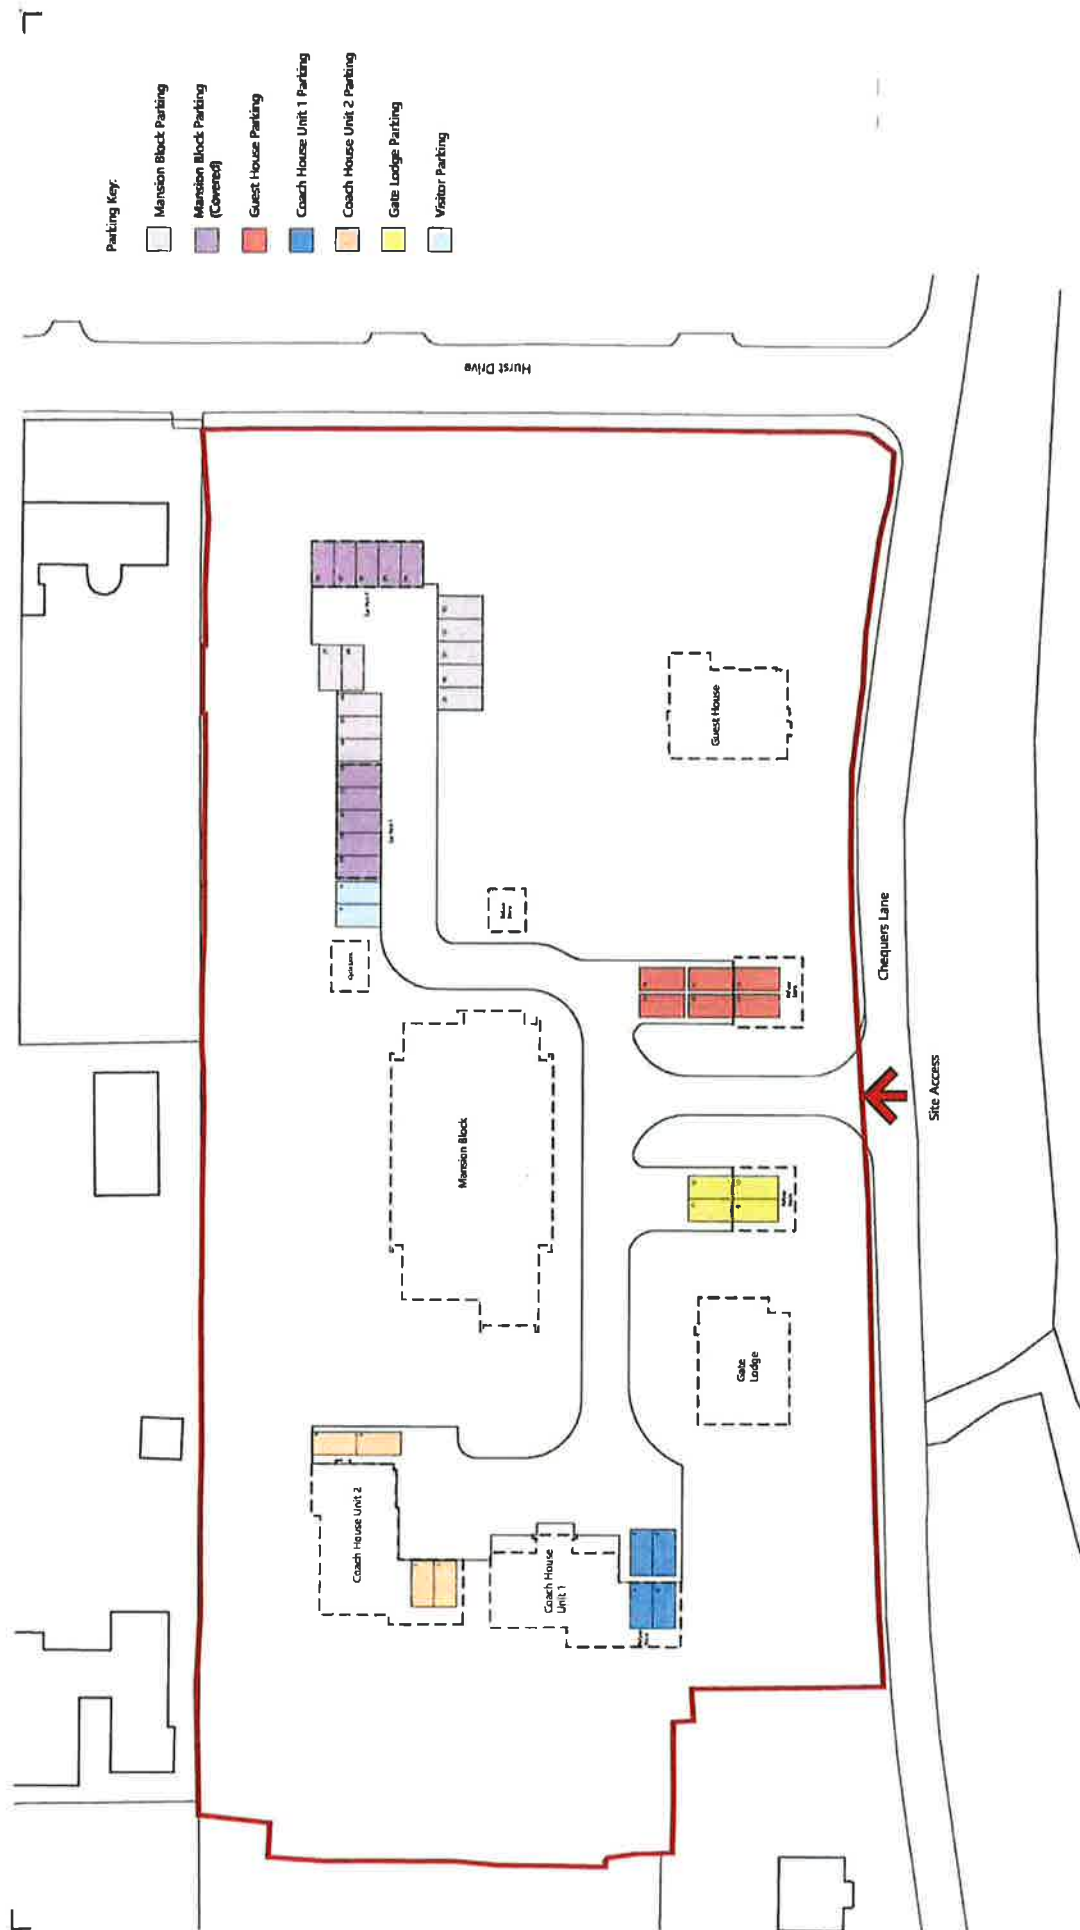 Parking Key:
Mansion Block Parking
Mansion Block Parking
(Covered)
Guest House Parking
Coach House Unit 1 Parking
Coach House Unit 2 Parking
Gate Lodge Parking
Visitor Parking
Hurst Drive
Guest House
Chequers Lane
Site Access
Mansion Block
Gate
Lodge
Coach House Unit 2
Coach House
Unit 1